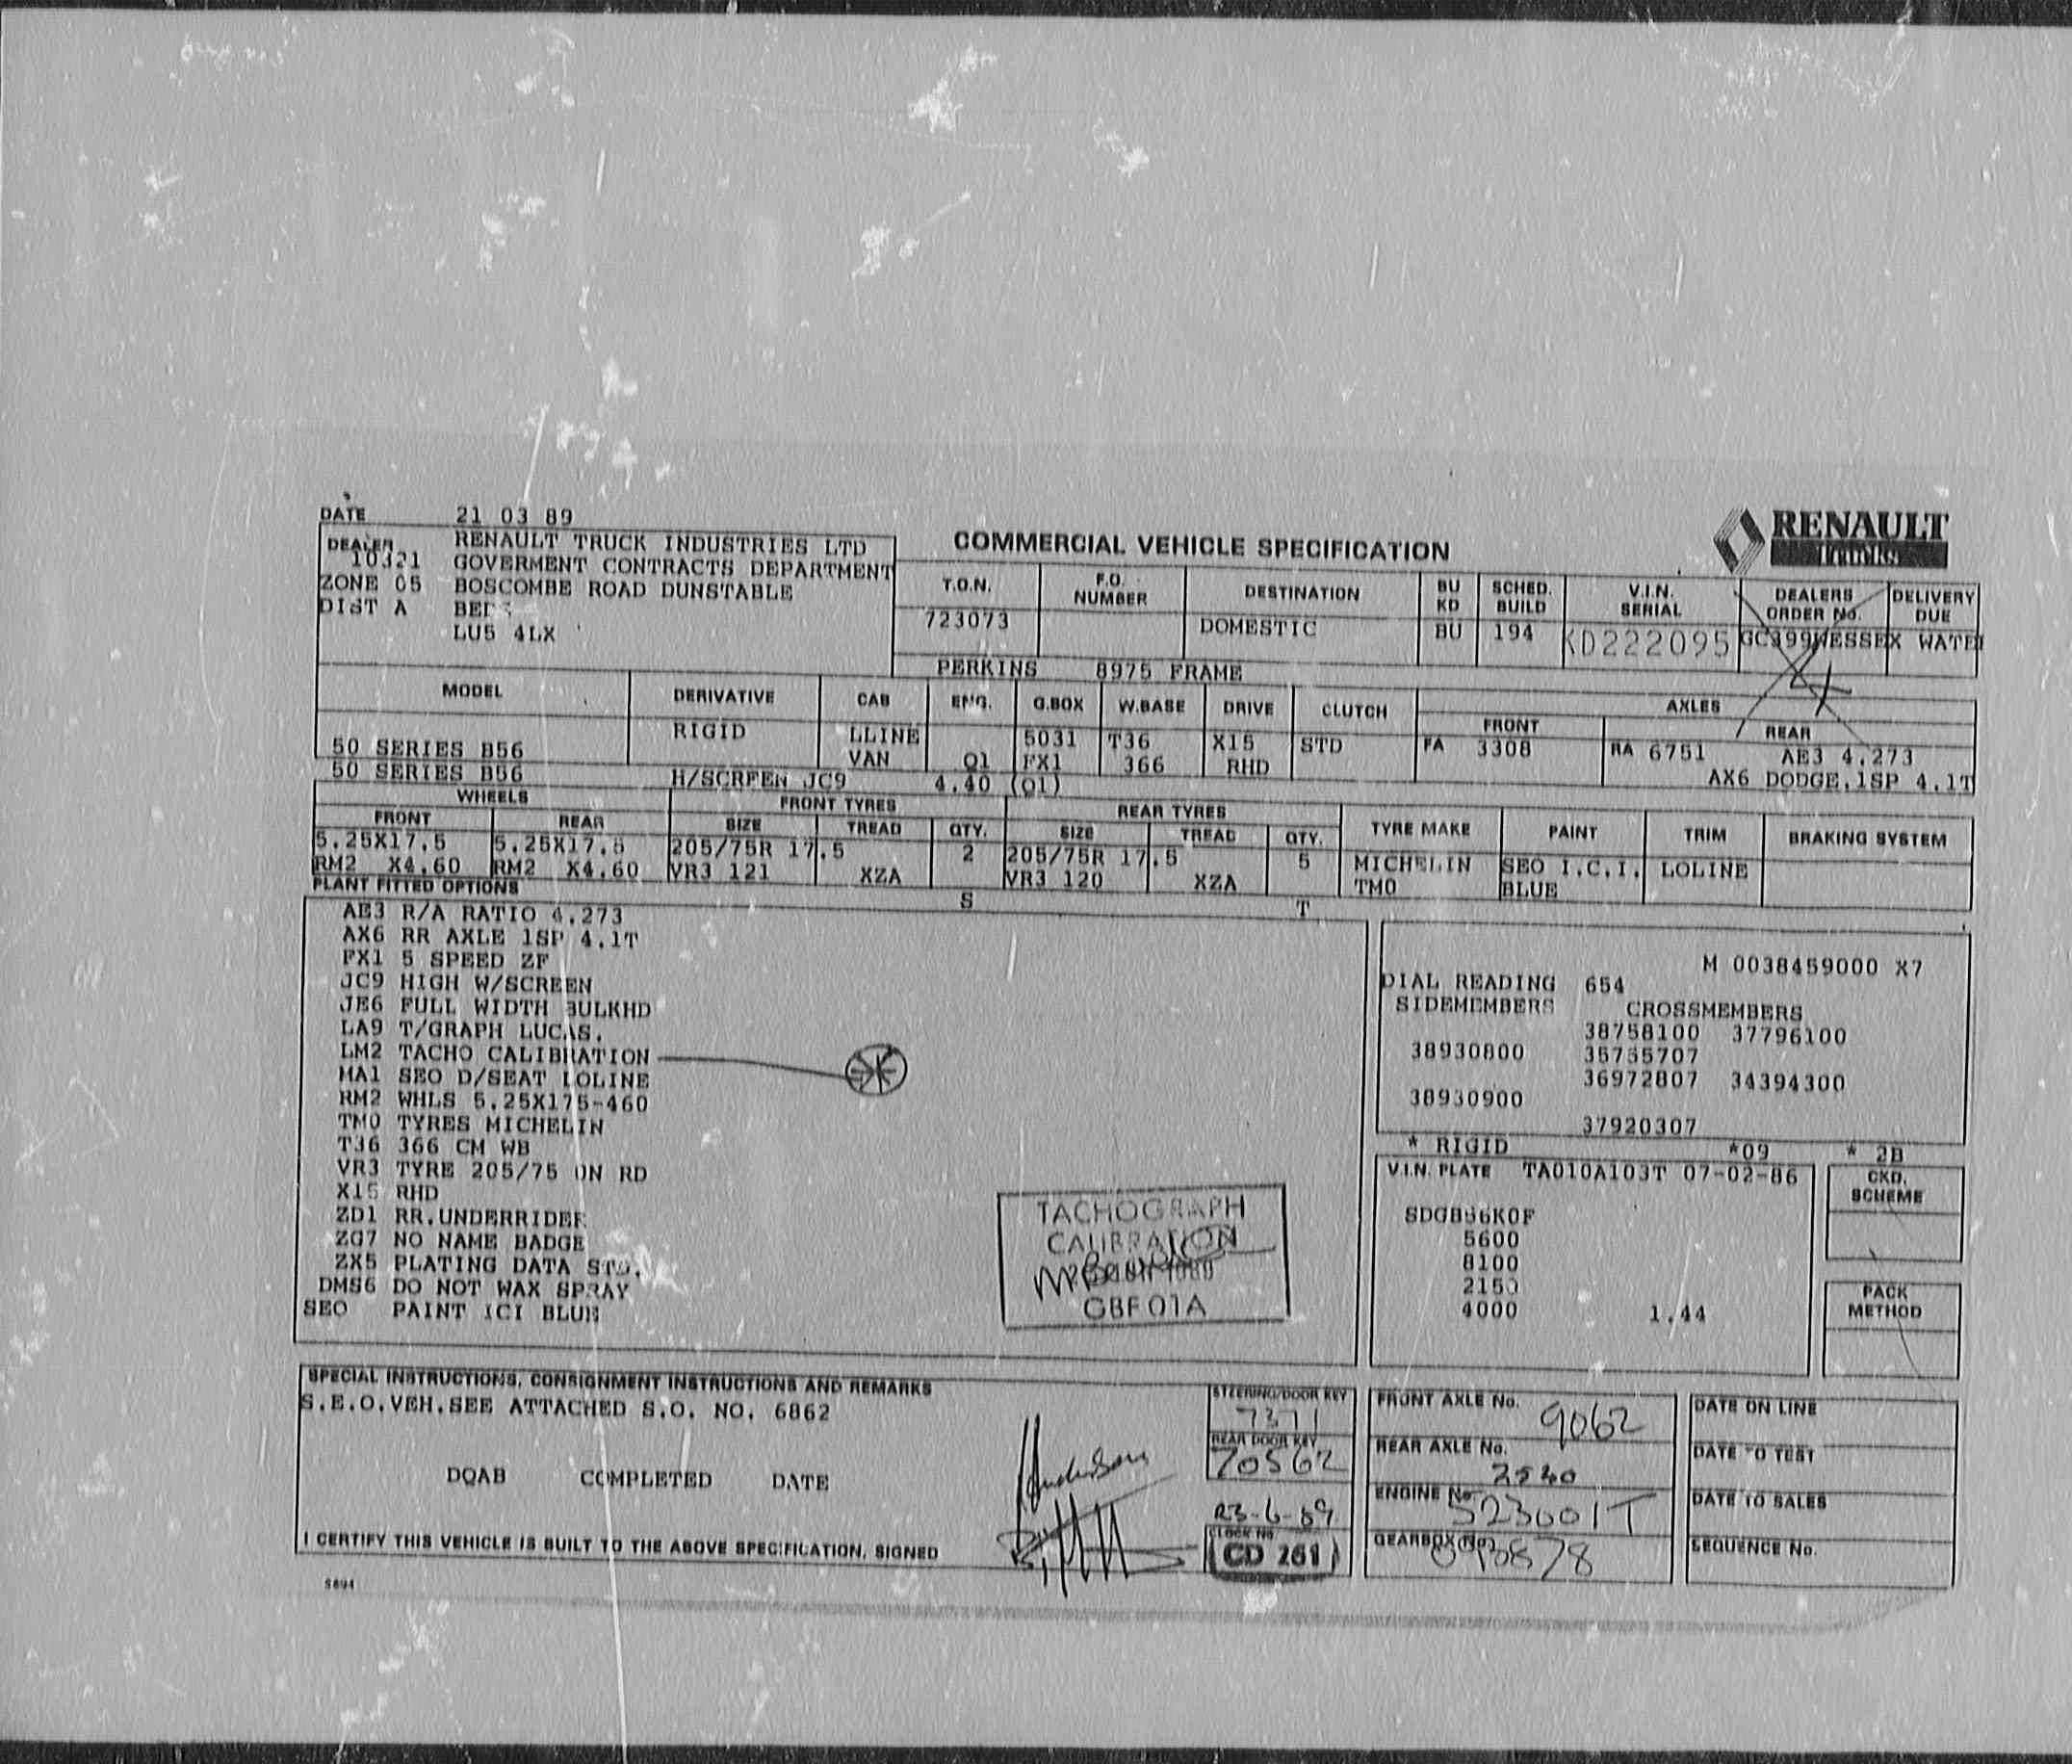 DATE 21 03 89
RENAULT
Trucks
COMMERCIAL VEHICLE SPECIFICATION
DEALER RENAULT TRUCK INDUSTRIES LTD
10321 GOVERMENT CONTRACTS DEPARTMENT
ZONE 05 BOSCOMBE ROAD DUNSTABLE
DIST A BEDS
LU5 4LX
T.O.N. F.O. NUMBER DESTINATION BU KD SCHED. BUILD V.I.N. SERIAL DEALERS ORDER No. DELIVERY DUE
723073 DOMESTIC BU 194 KD222095 GC399WESSEX WATER
PERKINS 8975 FRAME
MODEL DERIVATIVE CAB ENG. G.BOX W.BASE DRIVE CLUTCH AXLES
FRONT REAR
RIGID LLINE 5031 T36 X15 STD FA 3308 RA 6751 AE3 4.273
50 SERIES B56 VAN Q1 FX1 366 RHD
50 SERIES B56 H/SCREEN JC9 4.40 (Q1) AX6 DODGE.1SP 4.1T
WHEELS FRONT TYRES REAR TYRES
FRONT REAR SIZE TREAD QTY. SIZE TREAD QTY. TYRE MAKE PAINT TRIM BRAKING SYSTEM
5.25X17.5 5.25X17.5 205/75R 17.5 2 205/75R 17.5 5 MICHELIN SEO I.C.I. LOLINE
RM2 X4.60 RM2 X4.60 VR3 121 XZA VR3 120 XZA TM0 BLUE
PLANT FITTED OPTIONS
S T
AE3 R/A RATIO 4.273
AX6 RR AXLE 1SP 4.1T
FX1 5 SPEED ZF
JC9 HIGH W/SCREEN
JE6 FULL WIDTH BULKHD
LA9 T/GRAPH LUCAS.
LM2 TACHO CALIBRATION
MA1 SEO D/SEAT LOLINE
RM2 WHLS 5.25X175-460
TM0 TYRES MICHELIN
T36 366 CM WB
VR3 TYRE 205/75 ON RD
X15 RHD
ZD1 RR.UNDERRIDER
ZG7 NO NAME BADGE
ZX5 PLATING DATA STD.
DMS6 DO NOT WAX SPRAY
SEO PAINT ICI BLUE
TACHOGRAPH
CALIBRATION
GBF01A
M 0038459000 X7
DIAL READING 654
SIDEMEMBERS CROSSMEMBERS
38758100 37796100
38930800 35755707
36972807 34394300
38930900
37920307
* RIGID *09 * 2B
V.I.N. PLATE TA010A103T 07-02-86
SDGB56K0F
5600
8100
2150
4000 1.44
CKD. SCHEME
PACK METHOD
SPECIAL INSTRUCTIONS, CONSIGNMENT INSTRUCTIONS AND REMARKS
S.E.O.VEH.SEE ATTACHED S.O. NO. 6862
DQAB COMPLETED DATE
I CERTIFY THIS VEHICLE IS BUILT TO THE ABOVE SPECIFICATION, SIGNED
STEERING/DOOR KEY
7371
REAR DOOR KEY
70562
23-6-89
CLOCK No.
CD 261
FRONT AXLE No. 9062
REAR AXLE No.
2540
ENGINE No. 523001T
GEARBOX No.
DATE ON LINE
DATE TO TEST
DATE TO SALES
SEQUENCE No.